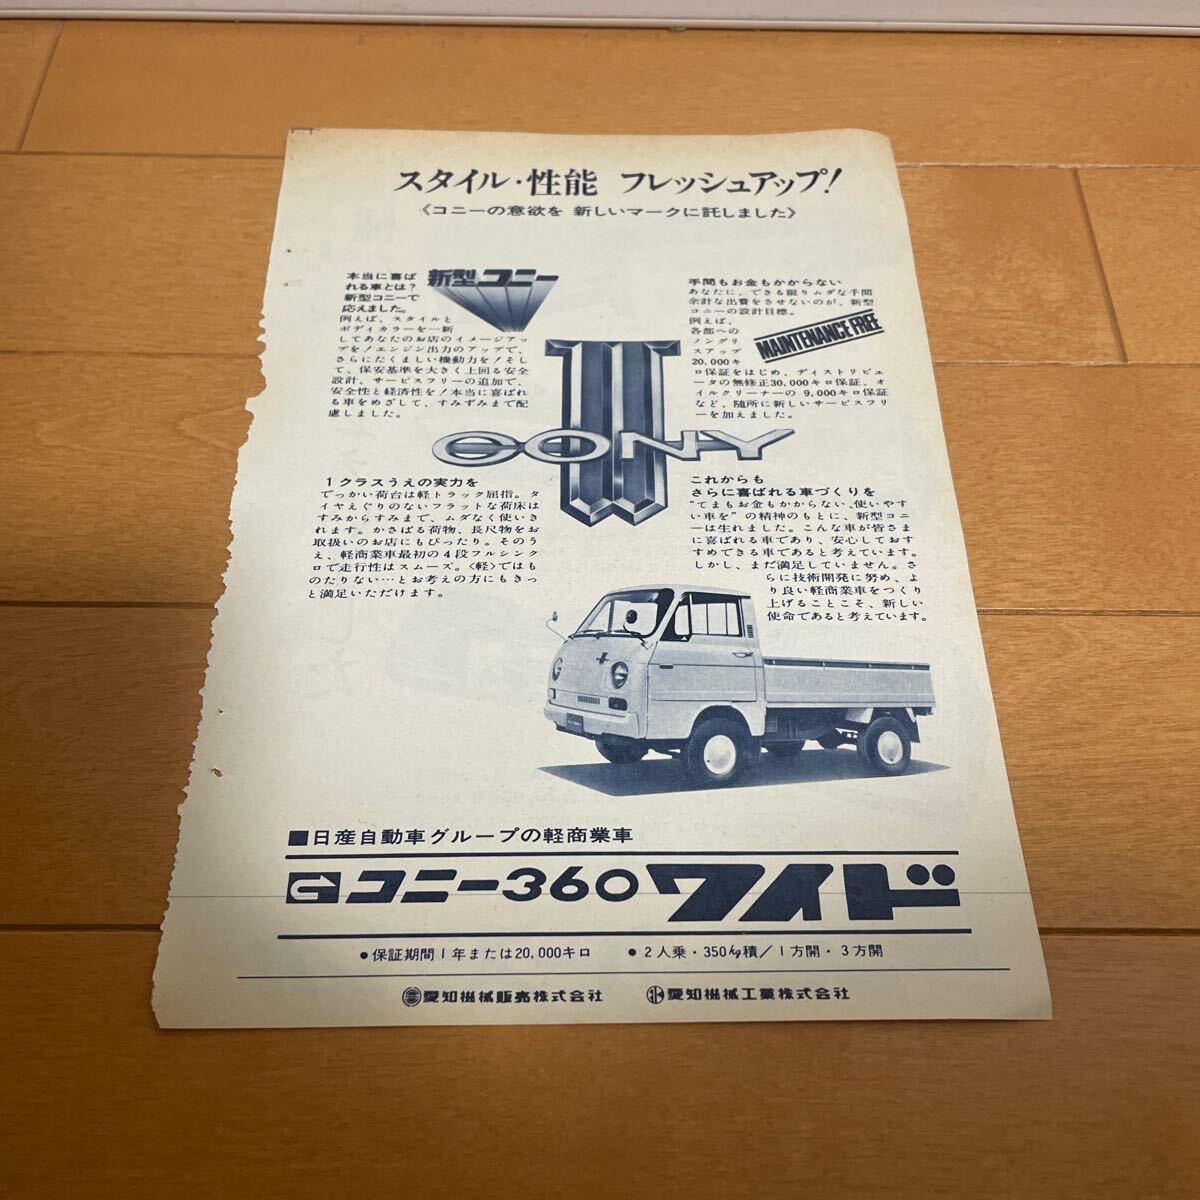 スタイル・性能 フレッシュアップ!
《コニーの意欲を 新しいマークに託しました》
新型コニー
本当に喜ば
れる車とは?
新型コニーで
応えました。
例えば、スタイルと
ボディカラーを一新
してあなたのお店のイメージアッ
プを!エンジン出力のアップで、
さらにたくましい機動力を!そし
て、保安基準を大きく上回る安全
設計、サービスフリーの追加で、
安全性と経済性を!本当に喜ばれ
る車をめざして、すみずみまで配
慮しました。
手間もお金もかからない
あなたに、できる限りムダな手間
余計な出費をさせないのが、新型
コニーの設計目標。
例えば、
各部への
ノングリ
スアップ
20,000キ
ロ保証をはじめ、ディストリビュ
ータの無修正30,000キロ保証、オ
イルクリーナーの 9,000キロ保証
など、随所に新しいサービスフリ
ーを加えました。
MAINTENANCE FREE
CONY
1クラスうえの実力を
でっかい荷台は軽トラック屈指。タ
イヤえぐりのないフラットな荷床は
すみからすみまで、ムダなく使いき
れます。かさばる荷物、長尺物をお
取扱いのお店にもぴったり。そのう
え、軽商業車最初の4段フルシンク
ロで走行性はスムーズ。〈軽〉ではも
のたりない…とお考えの方にもきっ
と満足いただけます。
これからも
さらに喜ばれる車づくりを
“てまもお金もかからない、使いやす
い車を”の精神のもとに、新型コニ
ーは生れました。こんな車が皆さま
に喜ばれる車であり、安心しておす
すめできる車であると考えています。
しかし、まだ満足していません。さ
らに技術開発に努め、よ
り良い軽商業車をつくり
上げることこそ、新しい
使命であると考えています。
■日産自動車グループの軽商業車
コニー360ワイド
●保証期間1年または20,000キロ ●2人乗・350kg積/1方開・3方開
愛知機械販売株式会社 愛知機械工業株式会社